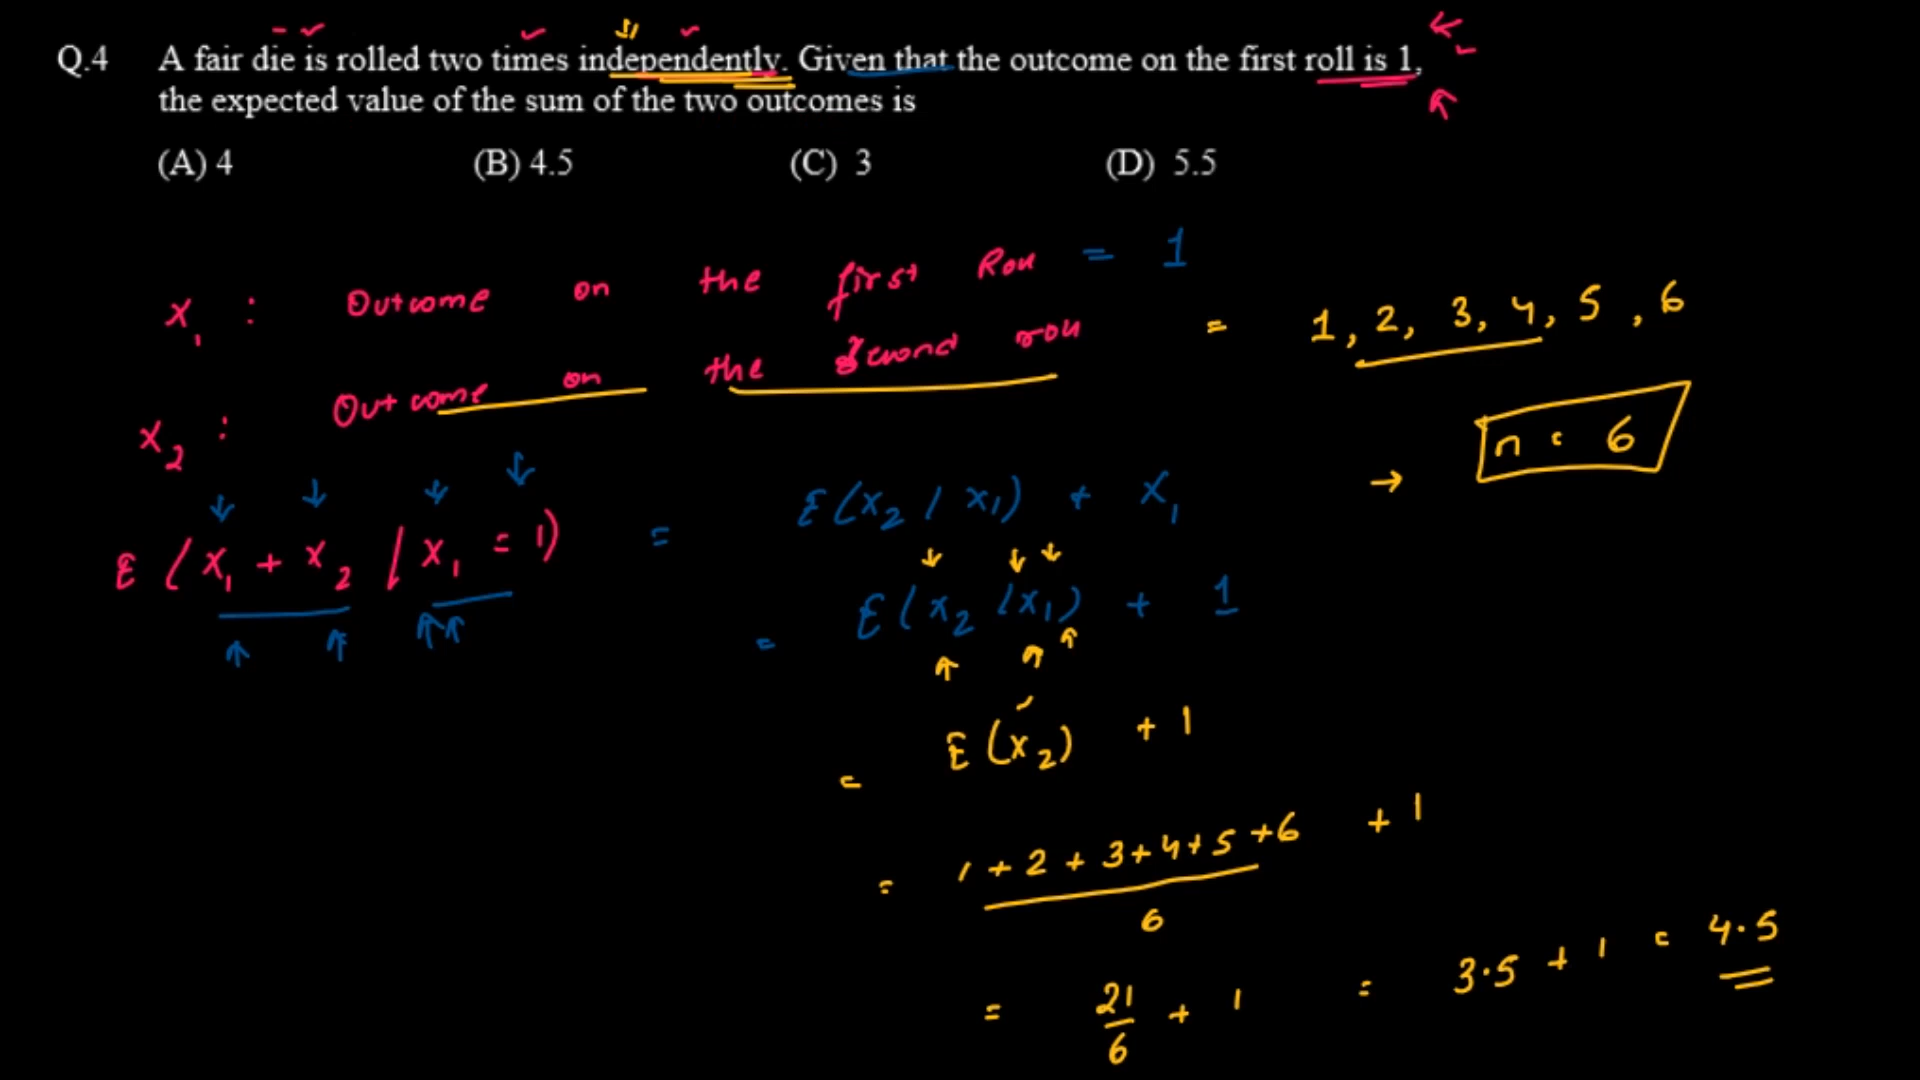 Q.4 A fair die is rolled two times independently. Given that the outcome on the first roll is 1,
the expected value of the sum of the two outcomes is
(A) 4 (B) 4.5 (C) 3 (D) 5.5
x₁ : Outcome on the first Roll = 1
x₂ : Outcome on the second roll = 1, 2, 3, 4, 5, 6
→ n = 6
E (x₁ + x₂ / x₁ = 1) = E(x₂ / x₁) + x₁
= E(x₂ / x₁) + 1
= E(x₂) + 1
= 1 + 2 + 3 + 4 + 5 + 6 / 6 + 1
= 21/6 + 1 = 3.5 + 1 = 4.5